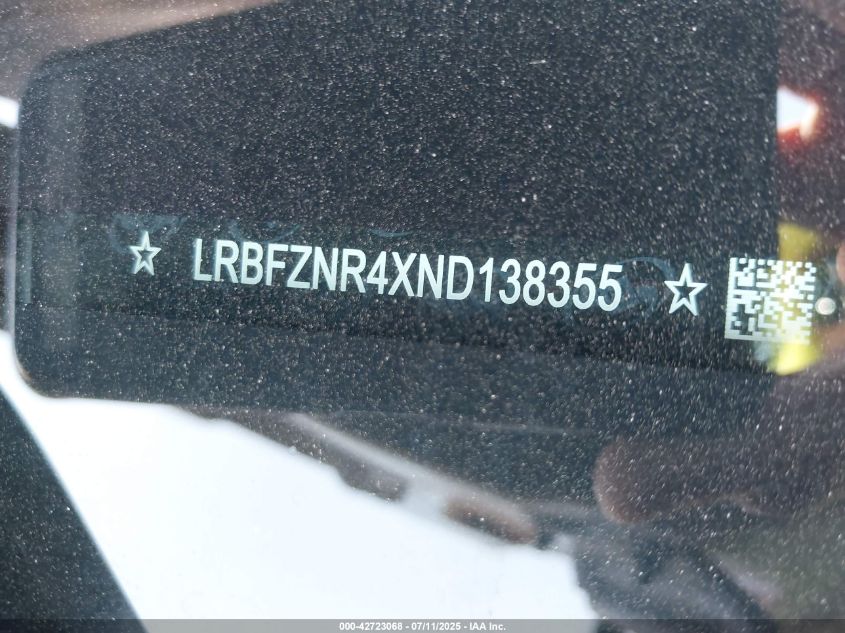 ☆ LRBFZNR4XND138355 ☆
000-42723068 - 07/11/2025 - IAA Inc.